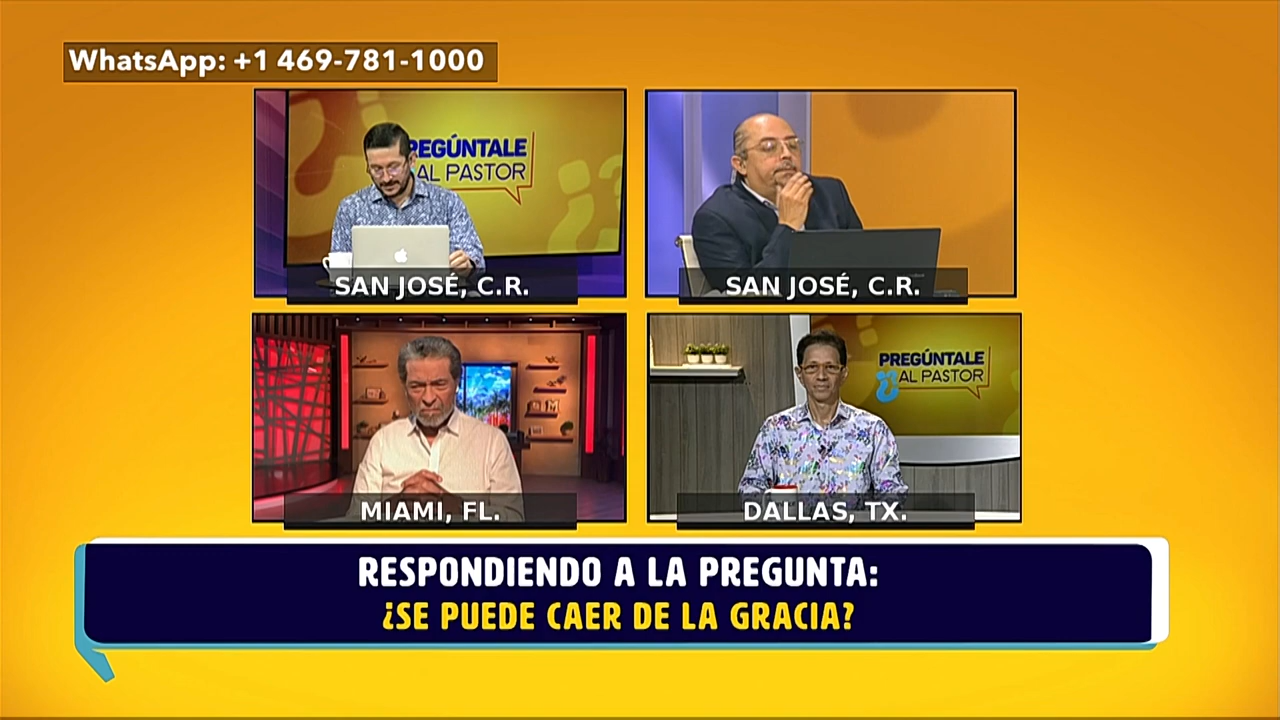 WhatsApp: +1 469-781-1000
PREGÚNTALE
AL PASTOR
SAN JOSÉ, C.R.
SAN JOSÉ, C.R.
PREGÚNTALE
AL PASTOR
MIAMI, FL.
DALLAS, TX.
RESPONDIENDO A LA PREGUNTA:
¿SE PUEDE CAER DE LA GRACIA?